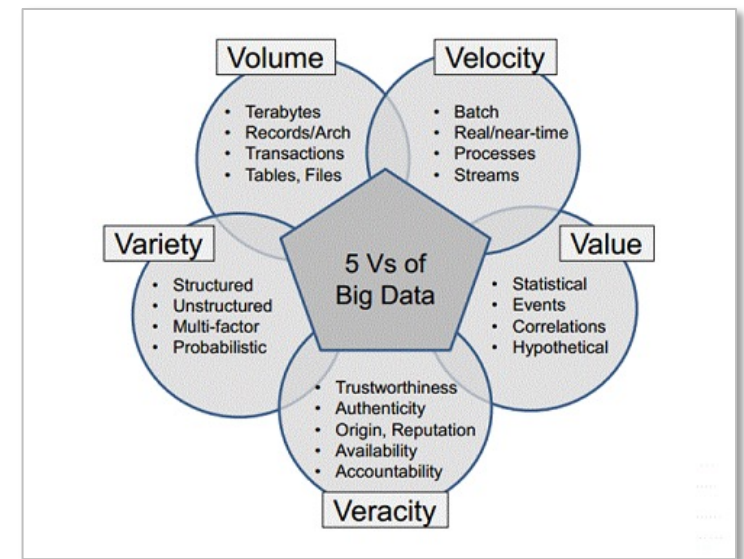 Volume
• Terabytes
• Records/Arch
• Transactions
• Tables, Files
Velocity
• Batch
• Real/near-time
• Processes
• Streams
Variety
• Structured
• Unstructured
• Multi-factor
• Probabilistic
5 Vs of
Big Data
Value
• Statistical
• Events
• Correlations
• Hypothetical
• Trustworthiness
• Authenticity
• Origin, Reputation
• Availability
• Accountability
Veracity